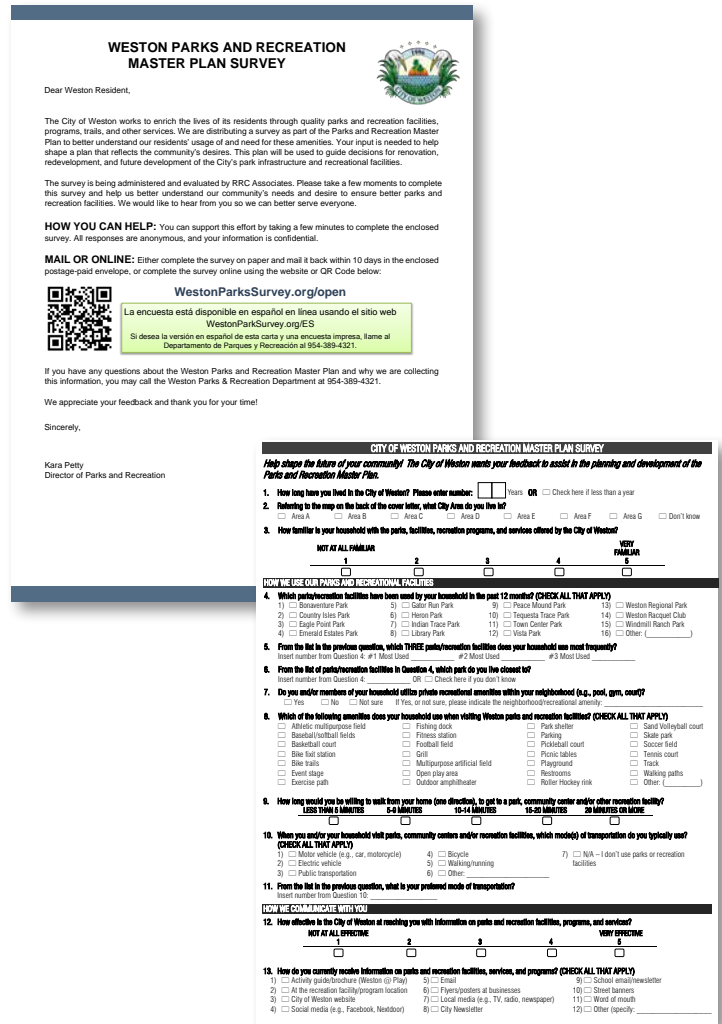 WESTON PARKS AND RECREATION
MASTER PLAN SURVEY
1996
CITY OF WESTON
Dear Weston Resident,
The City of Weston works to enrich the lives of its residents through quality parks and recreation facilities,
programs, trails, and other services. We are distributing a survey as part of the Parks and Recreation Master
Plan to better understand our residents' usage of and need for these amenities. Your input is needed to help
shape a plan that reflects the community's desires. This plan will be used to guide decisions for renovation,
redevelopment, and future development of the City's park infrastructure and recreational facilities.
The survey is being administered and evaluated by RRC Associates. Please take a few moments to complete
this survey and help us better understand our community's needs and desire to ensure better parks and
recreation facilities. We would like to hear from you so we can better serve everyone.
HOW YOU CAN HELP: You can support this effort by taking a few minutes to complete the enclosed
survey. All responses are anonymous, and your information is confidential.
MAIL OR ONLINE: Either complete the survey on paper and mail it back within 10 days in the enclosed
postage-paid envelope, or complete the survey online using the website or QR Code below:
WestonParksSurvey.org/open
La encuesta está disponible en español en línea usando el sitio web
WestonParkSurvey.org/ES
Si desea la versión en español de esta carta y una encuesta impresa, llame al
Departamento de Parques y Recreación al 954-389-4321.
If you have any questions about the Weston Parks and Recreation Master Plan and why we are collecting
this information, you may call the Weston Parks & Recreation Department at 954-389-4321.
We appreciate your feedback and thank you for your time!
Sincerely,
Kara Petty
Director of Parks and Recreation
CITY OF WESTON PARKS AND RECREATION MASTER PLAN SURVEY
Help shape the future of your community! The City of Weston wants your feedback to assist in the planning and development of the
Parks and Recreation Master Plan.
1. How long have you lived in the City of Weston? Please enter number: Years OR Check here if less than a year
2. Referring to the map on the back of the cover letter, what City Area do you live in?
Area A Area B Area C Area D Area E Area F Area G Don't know
3. How familiar is your household with the parks, facilities, recreation programs, and services offered by the City of Weston?
NOT AT ALL FAMILIAR VERY FAMILIAR
1 2 3 4 5
HOW WE USE OUR PARKS AND RECREATIONAL FACILITIES
4. Which parks/recreation facilities have been used by your household in the past 12 months? (CHECK ALL THAT APPLY)
1) Bonaventure Park 5) Gator Run Park 9) Peace Mound Park 13) Weston Regional Park
2) Country Isles Park 6) Heron Park 10) Tequesta Trace Park 14) Weston Racquet Club
3) Eagle Point Park 7) Indian Trace Park 11) Town Center Park 15) Windmill Ranch Park
4) Emerald Estates Park 8) Library Park 12) Vista Park 16) Other: (____________)
5. From the list in the previous question, which THREE parks/recreation facilities does your household use most frequently?
Insert number from Question 4: #1 Most Used ____________ #2 Most Used ____________ #3 Most Used ____________
6. From the list of parks/recreation facilities in Question 4, which park do you live closest to?
Insert number from Question 4: ____________ OR Check here if you don't know
7. Do you and/or members of your household utilize private recreational amenities within your neighborhood (e.g., pool, gym, court)?
Yes No Not sure If Yes, or not sure, please indicate the neighborhood/recreational amenity: ____________
8. Which of the following amenities does your household use when visiting Weston parks and recreation facilities? (CHECK ALL THAT APPLY)
Athletic multipurpose field Fishing dock Park shelter Sand Volleyball court
Baseball/softball fields Fitness station Parking Skate park
Basketball court Football field Pickleball court Soccer field
Bike fixit station Grill Picnic tables Tennis court
Bike trails Multipurpose artificial field Playground Track
Event stage Open play area Restrooms Walking paths
Exercise path Outdoor amphitheater Roller Hockey rink Other: (____________)
9. How long would you be willing to walk from your home (one direction), to get to a park, community center and/or other recreation facility?
LESS THAN 5 MINUTES 5-9 MINUTES 10-14 MINUTES 15-20 MINUTES 20 MINUTES OR MORE
10. When you and/or your household visit parks, community centers and/or recreation facilities, which mode(s) of transportation do you typically use?
(CHECK ALL THAT APPLY)
1) Motor vehicle (e.g., car, motorcycle) 4) Bicycle 7) N/A – I don't use parks or recreation
2) Electric vehicle 5) Walking/running facilities
3) Public transportation 6) Other: ____________
11. From the list in the previous question, what is your preferred mode of transportation?
Insert number from Question 10: ____________
HOW WE COMMUNICATE WITH YOU
12. How effective is the City of Weston at reaching you with information on parks and recreation facilities, programs, and services?
NOT AT ALL EFFECTIVE VERY EFFECTIVE
1 2 3 4 5
13. How do you currently receive information on parks and recreation facilities, services, and programs? (CHECK ALL THAT APPLY)
1) Activity guide/brochure (Weston @ Play) 5) Email 9) School email/newsletter
2) At the recreation facility/program location 6) Flyers/posters at businesses 10) Street banners
3) City of Weston website 7) Local media (e.g., TV, radio, newspaper) 11) Word of mouth
4) Social media (e.g., Facebook, Nextdoor) 8) City Newsletter 12) Other (specify: ____________